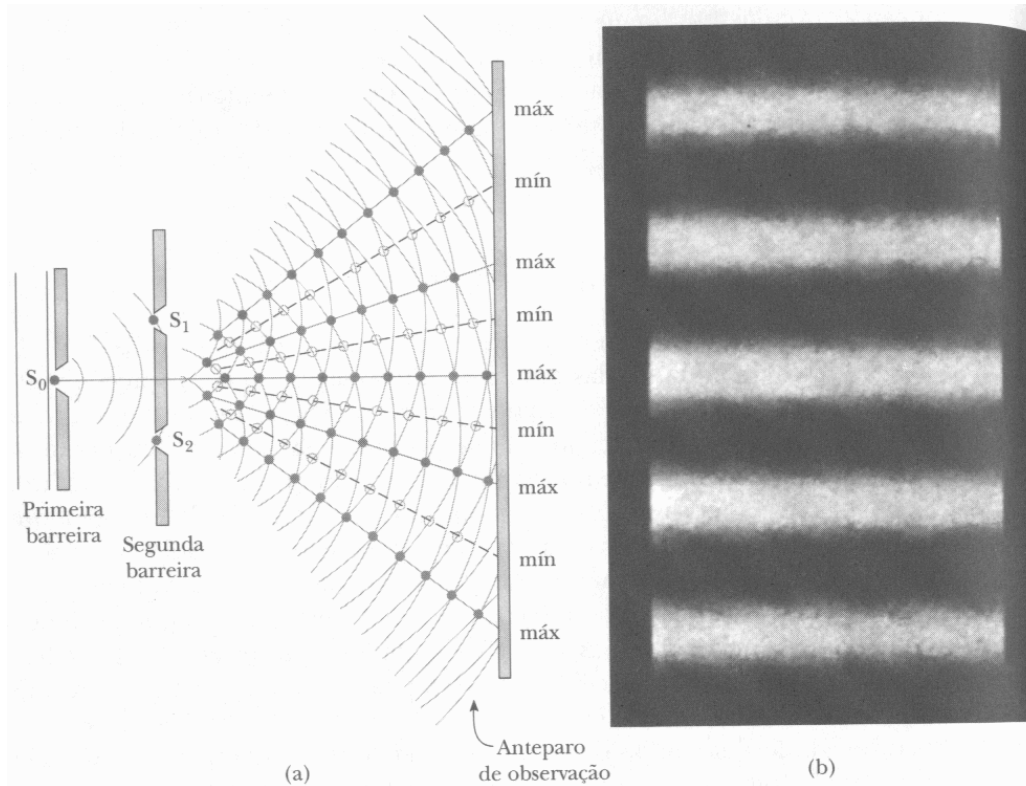 máx
mín
máx
mín
máx
mín
máx
mín
máx
S0
S1
S2
Primeira
barreira
Segunda
barreira
Anteparo
de observação
(a)
(b)